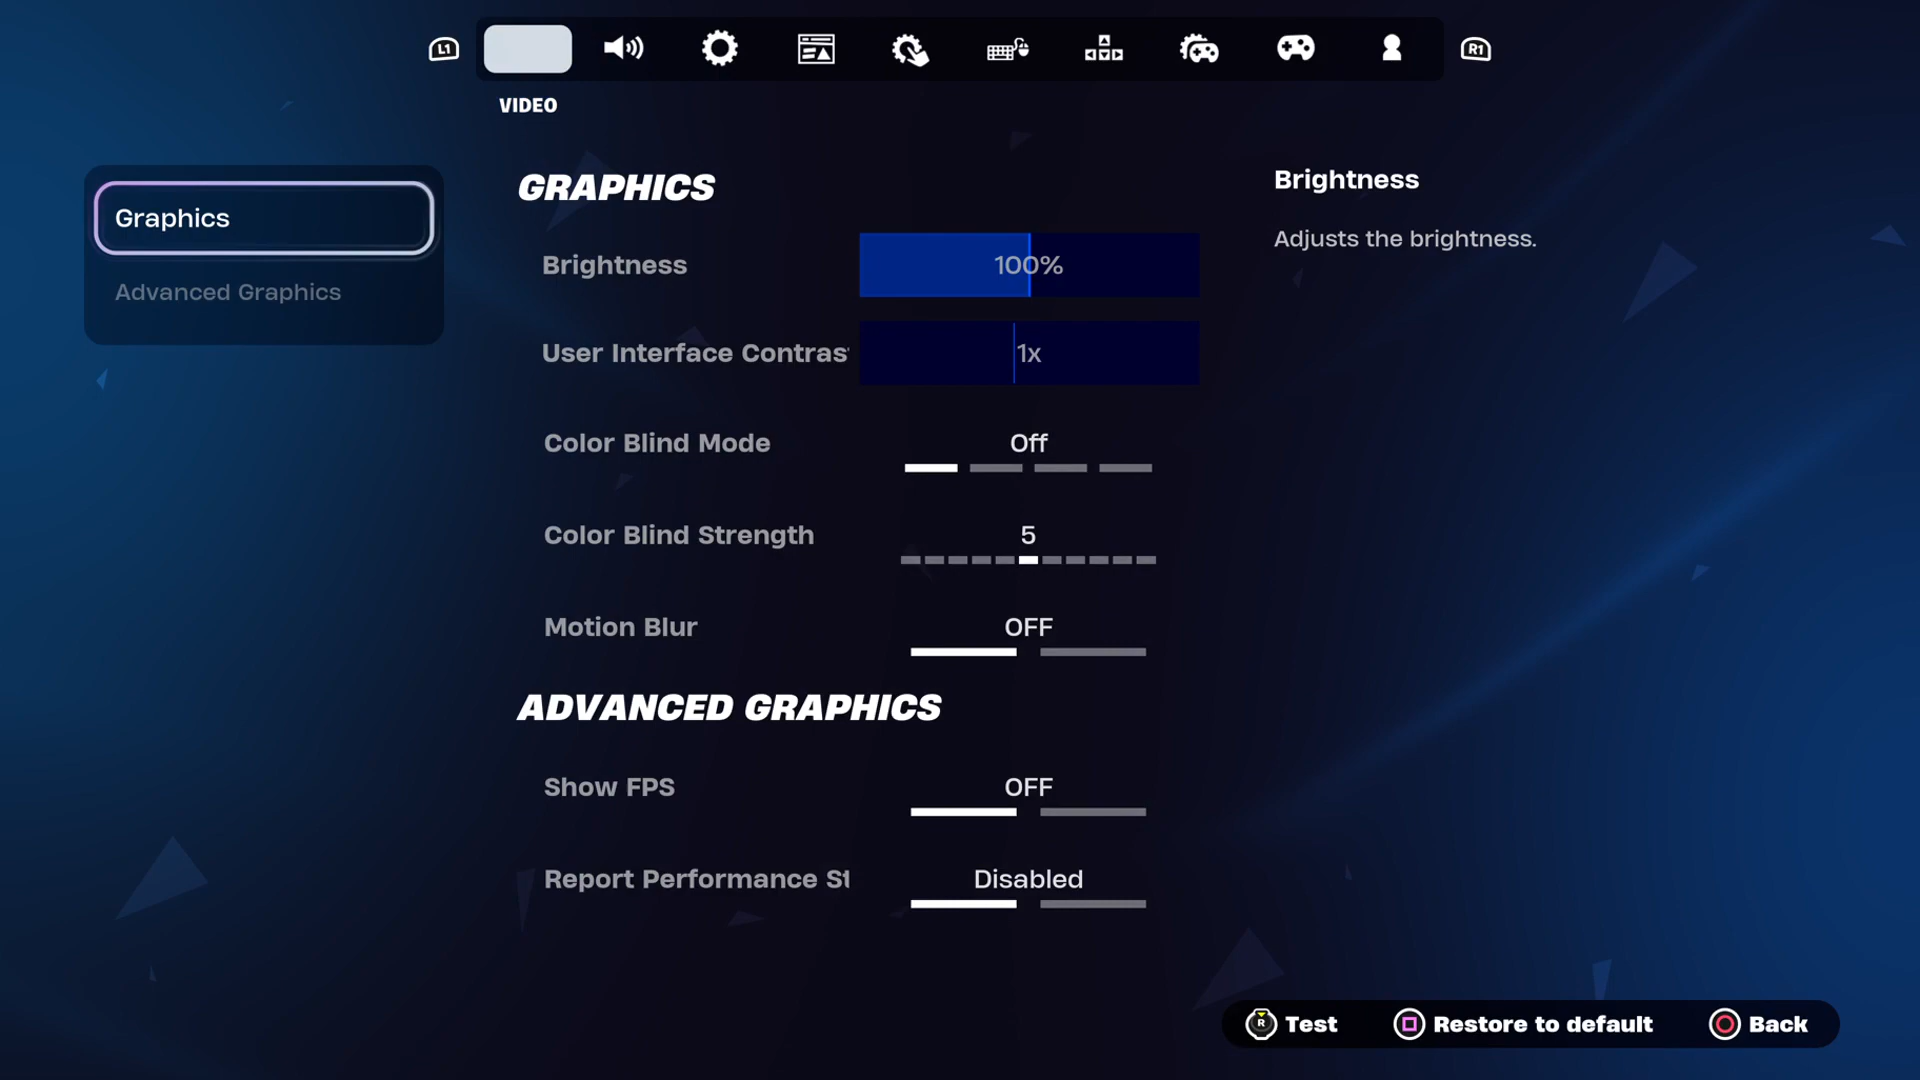 L1
R1
VIDEO
Graphics
Advanced Graphics
GRAPHICS
Brightness
100%
User Interface Contras
1x
Color Blind Mode
Off
Color Blind Strength
5
Motion Blur
OFF
ADVANCED GRAPHICS
Show FPS
OFF
Report Performance St
Disabled
Brightness
Adjusts the brightness.
R Test
Restore to default
Back